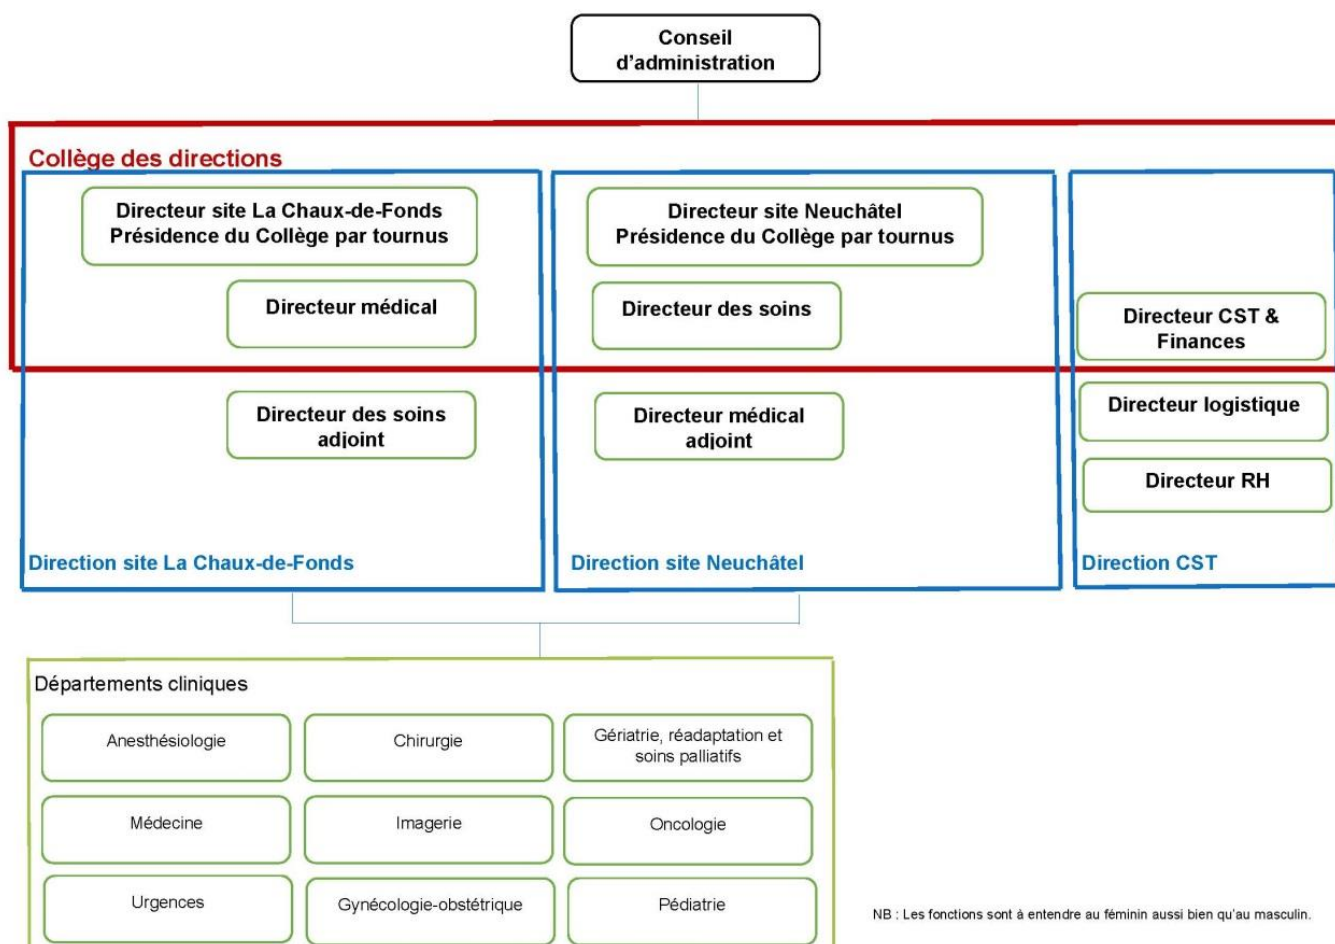 Conseil
d'administration
Collège des directions
Directeur site La Chaux-de-Fonds
Présidence du Collège par tournus
Directeur site Neuchâtel
Présidence du Collège par tournus
Directeur médical
Directeur des soins
Directeur CST &
Finances
Directeur des soins
adjoint
Directeur médical
adjoint
Directeur logistique
Directeur RH
Direction site La Chaux-de-Fonds
Direction site Neuchâtel
Direction CST
Départements cliniques
Anesthésiologie
Chirurgie
Gériatrie, réadaptation et
soins palliatifs
Médecine
Imagerie
Oncologie
Urgences
Gynécologie-obstétrique
Pédiatrie
NB : Les fonctions sont à entendre au féminin aussi bien qu'au masculin.